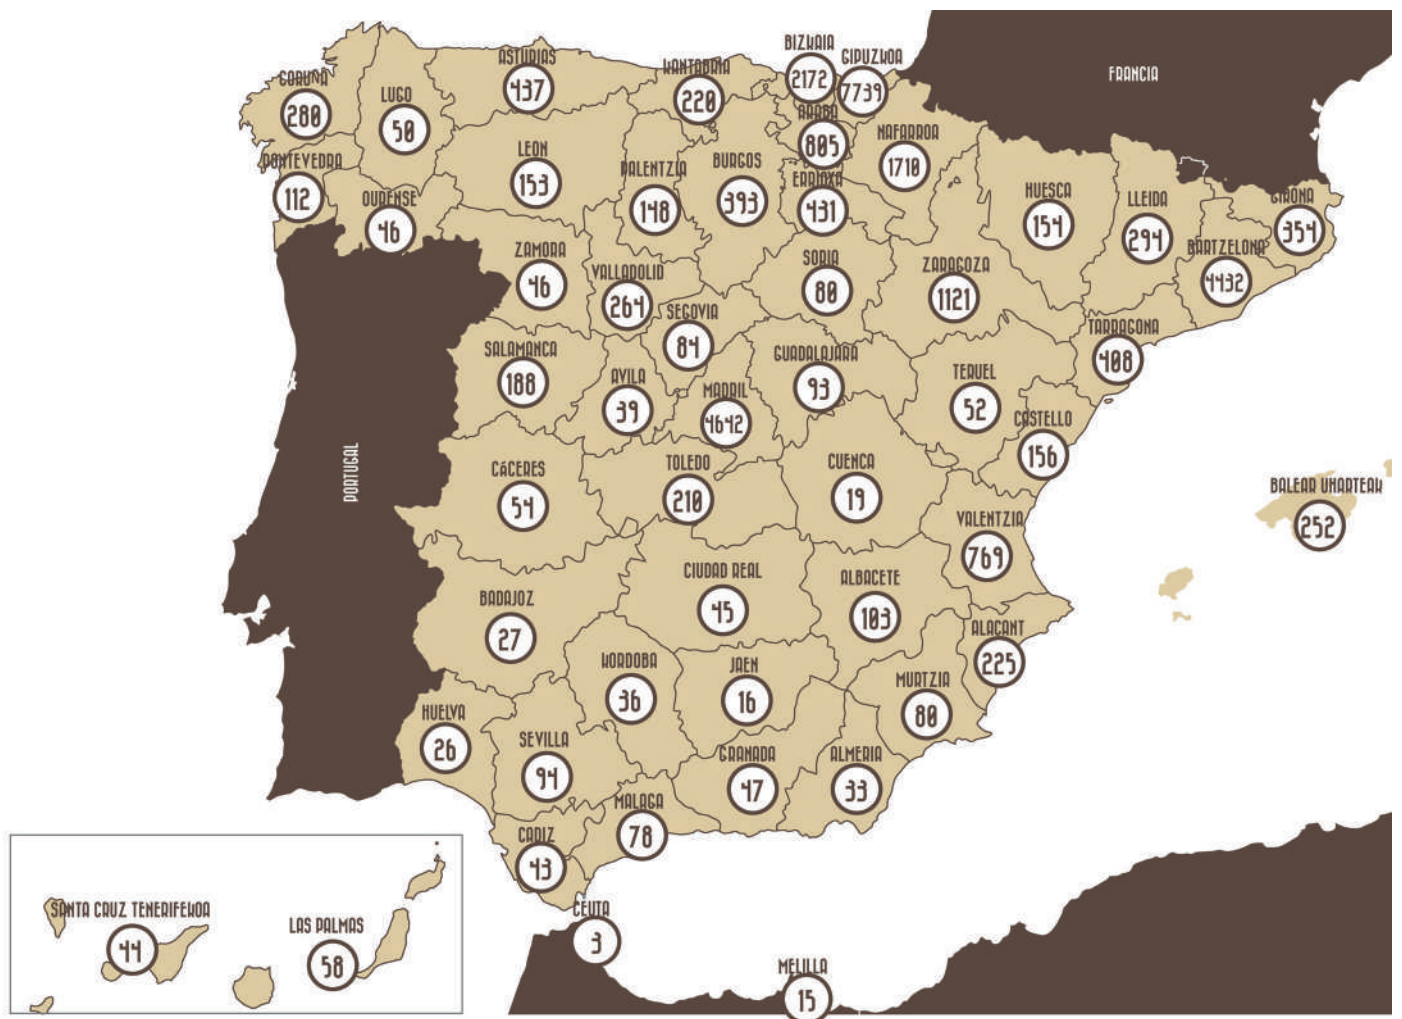 BIZKAIA
2172
GIPUZKOA
7739
FRANCIA
ASTURIAS
437
KANTABRIA
220
CORUÑA
280
LUGO
50
ARABA
805
NAFARROA
1710
LEON
153
PALENTZIA
148
BURGOS
393
ERRIOXA
431
HUESCA
154
LLEIDA
294
GIRONA
354
PONTEVEDRA
112
OURENSE
46
BARTZELONA
4432
ZAMORA
46
VALLADOLID
264
SORIA
80
ZARAGOZA
1121
SEGOVIA
84
TARRAGONA
408
SALAMANCA
188
AVILA
39
MADRIL
4642
GUADALAJARA
93
TERUEL
52
CASTELLO
156
PORTUGAL
CáCERES
54
TOLEDO
210
CUENCA
19
VALENTZIA
769
BALEAR UHARTEAK
252
BADAJOZ
27
CIUDAD REAL
45
ALBACETE
103
ALACANT
225
KORDOBA
36
JAEN
16
MURTZIA
80
HUELVA
26
SEVILLA
94
GRANADA
47
ALMERIA
33
MALAGA
78
CADIZ
43
SANTA CRUZ TENERIFEKOA
44
LAS PALMAS
58
CEUTA
3
MELILLA
15